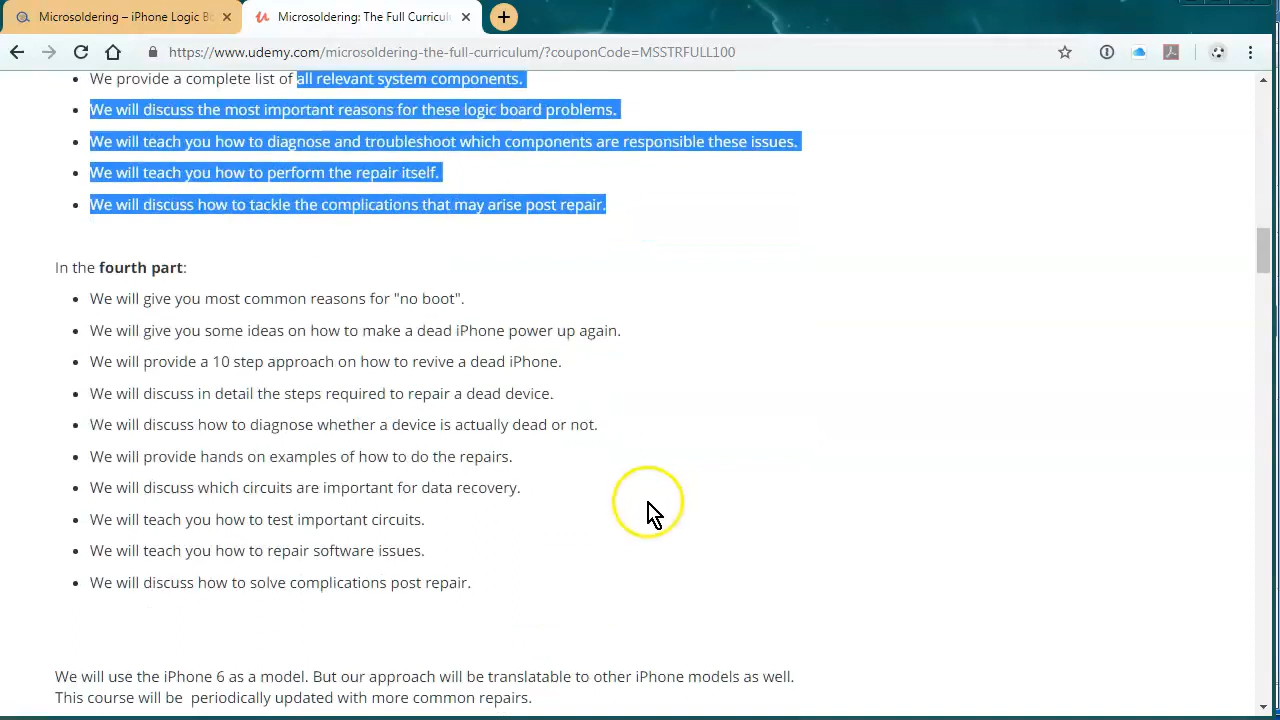 Microsoldering – iPhone Logic Bo
Microsoldering: The Full Curricul
https://www.udemy.com/microsoldering-the-full-curriculum/?couponCode=MSSTRFULL100
• We provide a complete list of all relevant system components.
• We will discuss the most important reasons for these logic board problems.
• We will teach you how to diagnose and troubleshoot which components are responsible these issues.
• We will teach you how to perform the repair itself.
• We will discuss how to tackle the complications that may arise post repair.
In the fourth part:
• We will give you most common reasons for "no boot".
• We will give you some ideas on how to make a dead iPhone power up again.
• We will provide a 10 step approach on how to revive a dead iPhone.
• We will discuss in detail the steps required to repair a dead device.
• We will discuss how to diagnose whether a device is actually dead or not.
• We will provide hands on examples of how to do the repairs.
• We will discuss which circuits are important for data recovery.
• We will teach you how to test important circuits.
• We will teach you how to repair software issues.
• We will discuss how to solve complications post repair.
We will use the iPhone 6 as a model. But our approach will be translatable to other iPhone models as well.
This course will be periodically updated with more common repairs.